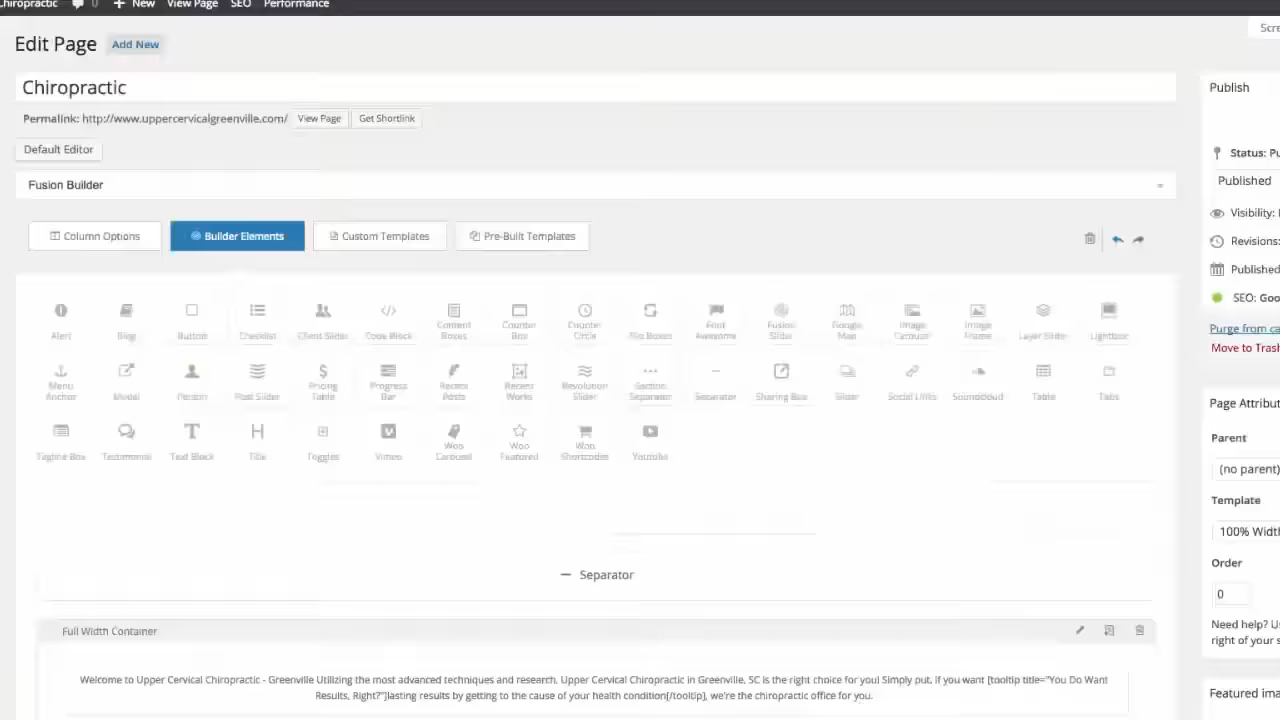 Chiropractic 0 New View Page SEO Performance
Edit Page Add New
Scre
Chiropractic
Publish
Permalink: http://www.uppercervicalgreenville.com/ View Page Get Shortlink
Default Editor
Status: Pu
Published
Fusion Builder
Visibility:
Column Options Builder Elements Custom Templates Pre-Built Templates
Revisions:
Published
SEO: Goo
Alert Blog Button Checklist Client Slider Code Block Content Boxes Counter Box Counter Circle Flip Boxes Font Awesome Fusion Slider Google Map Image Carousel Image Frame Layer Slider Lightbox
Purge from ca
Move to Trash
Menu Anchor Modal Person Post Slider Pricing Table Progress Bar Recent Posts Recent Works Revolution Slider Section Separator Separator Sharing Box Slider Social Links Soundcloud Table Tabs
Page Attribut
Parent
Tagline Box Testimonial Text Block Title Toggles Vimeo Woo Carousel Woo Featured Woo Shortcodes Youtube
(no parent)
Template
100% Width
Order
Separator
0
Need help? Us
right of your s
Full Width Container
Welcome to Upper Cervical Chiropractic - Greenville Utilizing the most advanced techniques and research, Upper Cervical Chiropractic in Greenville, SC is the right choice for you! Simply put, if you want [tooltip title="You Do Want
Results, Right?"]lasting results by getting to the cause of your health condition[/tooltip], we're the chiropractic office for you.
Featured ima